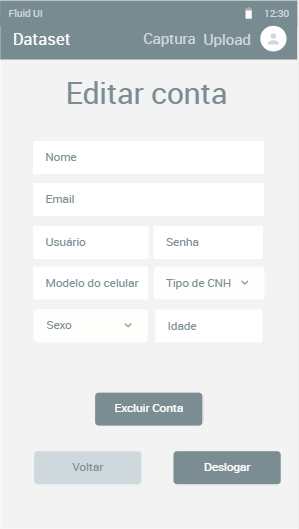 Fluid UI 12:30
Dataset Captura Upload
Editar conta
Nome
Email
Usuário Senha
Modelo do celular Tipo de CNH
Sexo Idade
Excluir Conta
Voltar Deslogar